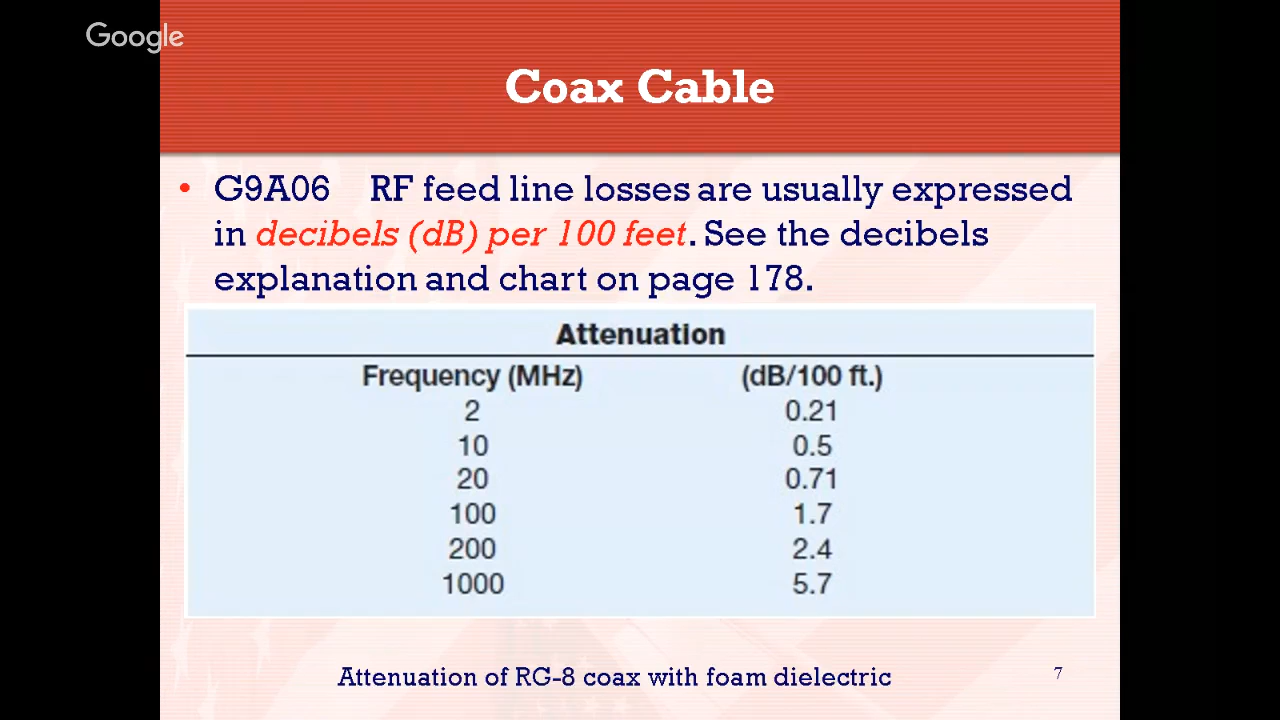 Google
Coax Cable
• G9A06 RF feed line losses are usually expressed
in decibels (dB) per 100 feet. See the decibels
explanation and chart on page 178.
Attenuation
Frequency (MHz) (dB/100 ft.)
2 0.21
10 0.5
20 0.71
100 1.7
200 2.4
1000 5.7
Attenuation of RG-8 coax with foam dielectric 7